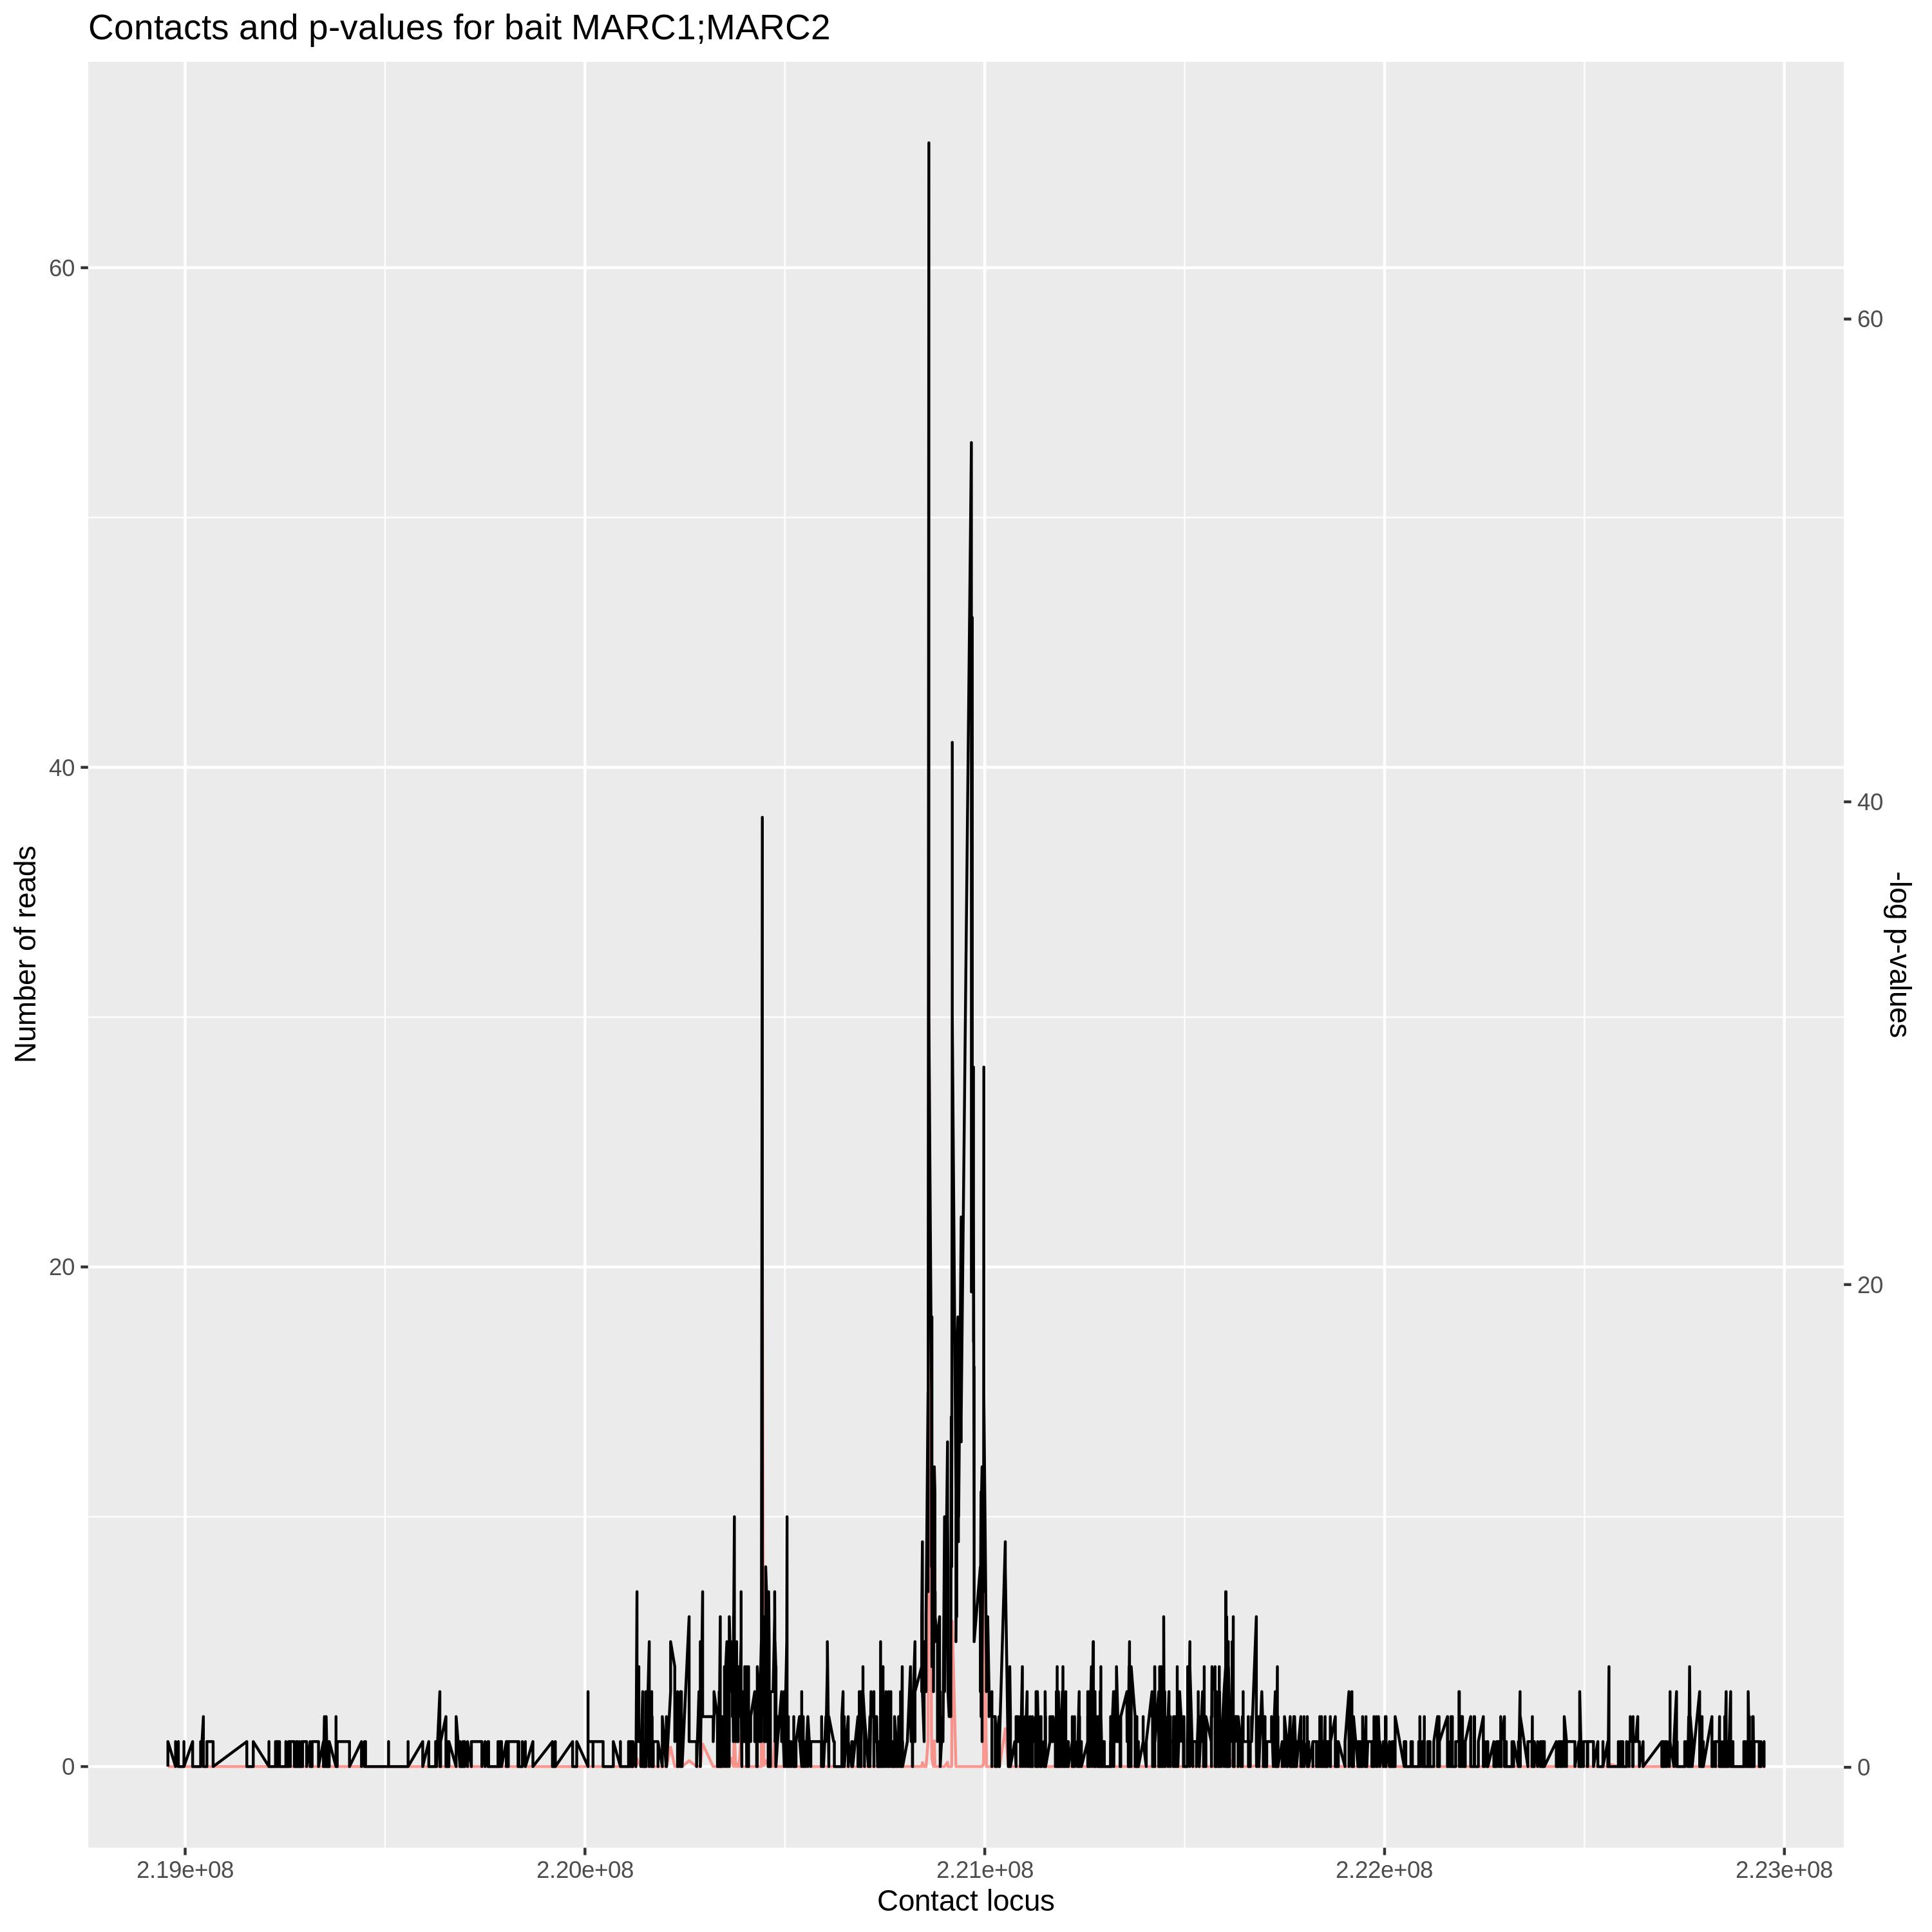 Contacts and p-values for bait MARC1;MARC2
60
40
20
0
Number of reads
60
40
20
0
-log p-values
2.19e+08
2.20e+08
2.21e+08
2.22e+08
2.23e+08
Contact locus